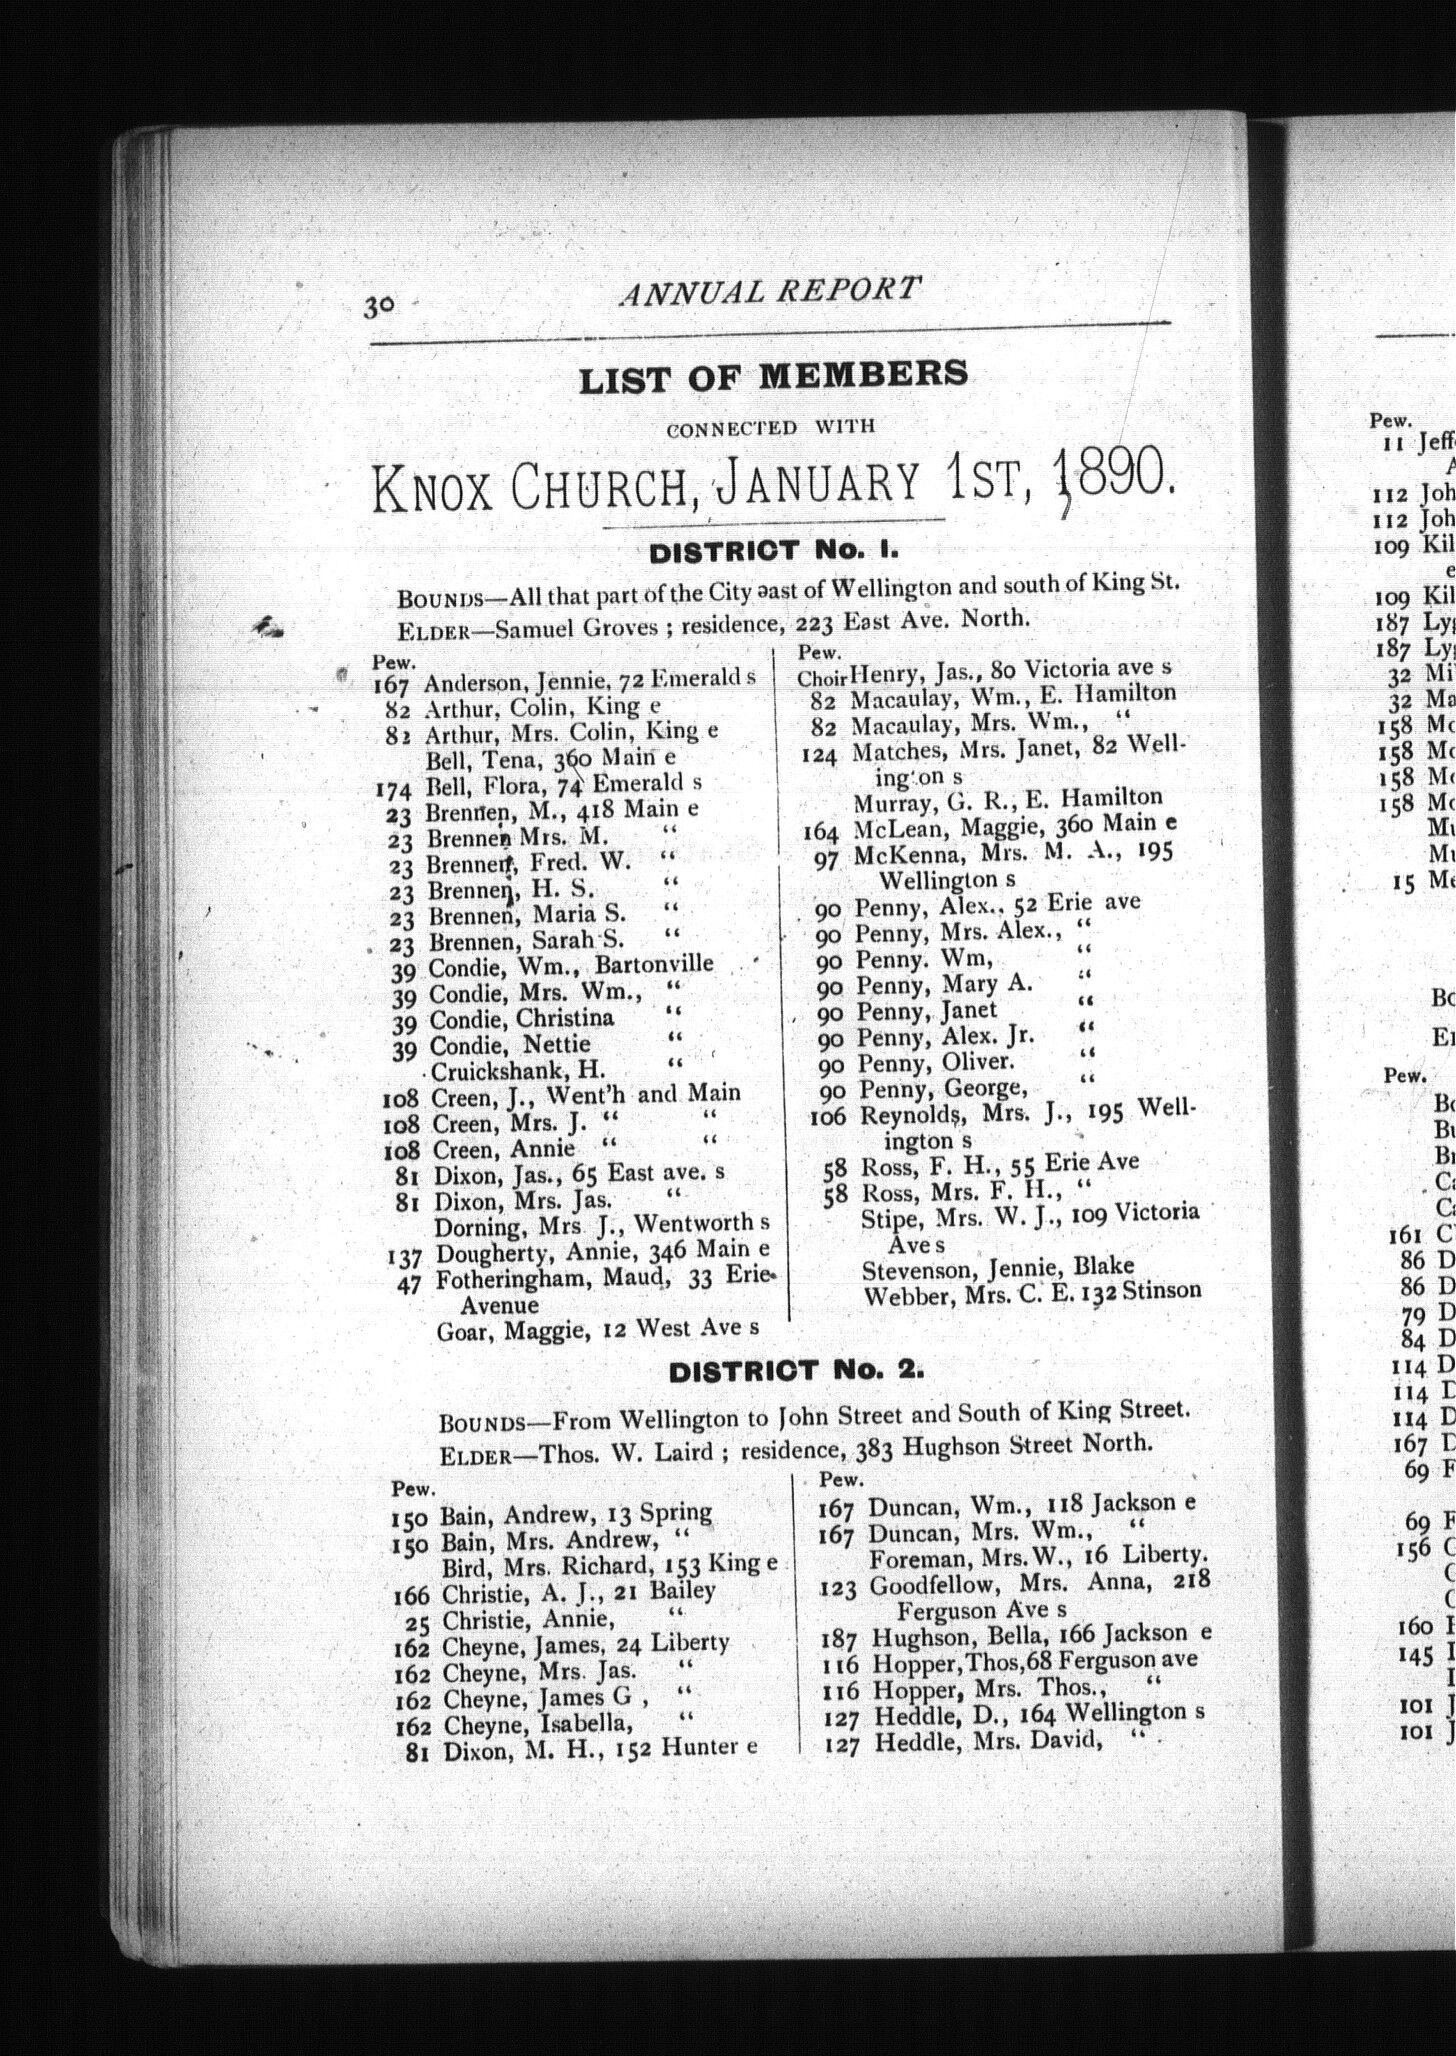 30
ANNUAL REPORT
LIST OF MEMBERS
CONNECTED WITH
KNOX CHURCH, JANUARY 1ST, 1890.
DISTRICT No. 1.
BOUNDS—All that part of the City east of Wellington and south of King St.
ELDER—Samuel Groves ; residence, 223 East Ave. North.
Pew.
167 Anderson, Jennie, 72 Emerald s
82 Arthur, Colin, King e
82 Arthur, Mrs. Colin, King e
Bell, Tena, 360 Main e
174 Bell, Flora, 74 Emerald s
23 Brennen, M., 418 Main e
23 Brennen Mrs. M. “
23 Brennen, Fred. W. “
23 Brennen, H. S. “
23 Brennen, Maria S. “
23 Brennen, Sarah S. “
39 Condie, Wm., Bartonville
39 Condie, Mrs. Wm., “
39 Condie, Christina “
39 Condie, Nettie “
Cruickshank, H. “
108 Creen, J., Went'h and Main
108 Creen, Mrs. J. “ “
108 Creen, Annie “ “
81 Dixon, Jas., 65 East ave. s
81 Dixon, Mrs. Jas. “
Dorning, Mrs J., Wentworth s
137 Dougherty, Annie, 346 Main e
47 Fotheringham, Maud, 33 Erie
Avenue
Goar, Maggie, 12 West Ave s
Pew.
Choir Henry, Jas., 80 Victoria ave s
82 Macaulay, Wm., E. Hamilton
82 Macaulay, Mrs. Wm., “
124 Matches, Mrs. Janet, 82 Well-
ington s
Murray, G. R., E. Hamilton
164 McLean, Maggie, 360 Main e
97 McKenna, Mrs. M. A., 195
Wellington s
90 Penny, Alex., 52 Erie ave
90 Penny, Mrs. Alex., “
90 Penny. Wm, “
90 Penny, Mary A. “
90 Penny, Janet “
90 Penny, Alex. Jr. “
90 Penny, Oliver. “
90 Penny, George, “
106 Reynolds, Mrs. J., 195 Well-
ington s
58 Ross, F. H., 55 Erie Ave
58 Ross, Mrs. F. H., “
Stipe, Mrs. W. J., 109 Victoria
Ave s
Stevenson, Jennie, Blake
Webber, Mrs. C. E. 132 Stinson
DISTRICT No. 2.
BOUNDS—From Wellington to John Street and South of King Street.
ELDER—Thos. W. Laird ; residence, 383 Hughson Street North.
Pew.
150 Bain, Andrew, 13 Spring
150 Bain, Mrs. Andrew, “
Bird, Mrs. Richard, 153 King e
166 Christie, A. J., 21 Bailey
25 Christie, Annie, “
162 Cheyne, James, 24 Liberty
162 Cheyne, Mrs. Jas. “
162 Cheyne, James G , “
162 Cheyne, Isabella, “
81 Dixon, M. H., 152 Hunter e
Pew.
167 Duncan, Wm., 118 Jackson e
167 Duncan, Mrs. Wm., “
Foreman, Mrs. W., 16 Liberty.
123 Goodfellow, Mrs. Anna, 218
Ferguson Ave s
187 Hughson, Bella, 166 Jackson e
116 Hopper, Thos, 68 Ferguson ave
116 Hopper, Mrs. Thos., “
127 Heddle, D., 164 Wellington s
127 Heddle, Mrs. David, “
Pew.
11
112
112
109
109
187
187
32
32
158
158
158
158
15
Pew.
161
86
86
79
84
114
114
114
167
69
69
156
160
145
101
101